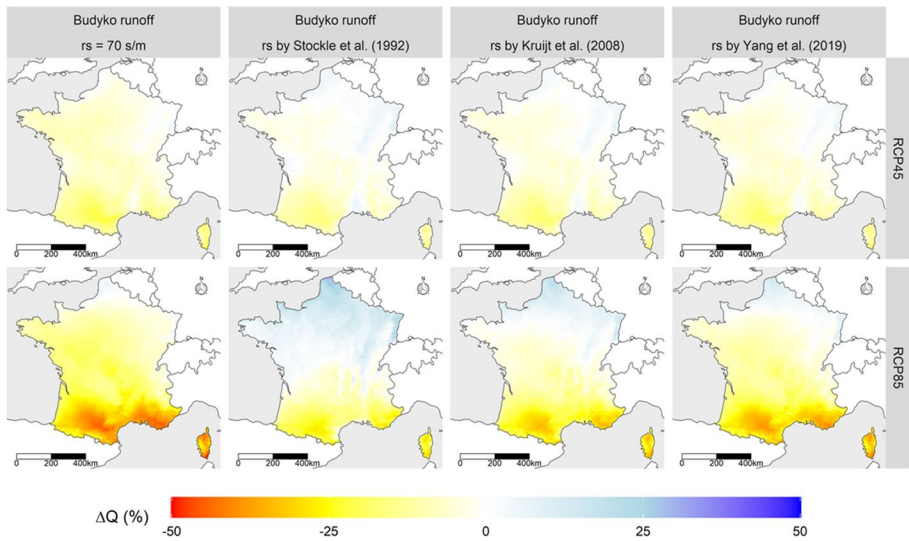 Budyko runoff
rs = 70 s/m
Budyko runoff
rs by Stockle et al. (1992)
Budyko runoff
rs by Kruijt et al. (2008)
Budyko runoff
rs by Yang et al. (2019)
N
N
N
N
RCP45
0 200 400km
0 200 400km
0 200 400km
0 200 400km
N
N
N
N
RCP85
0 200 400km
0 200 400km
0 200 400km
0 200 400km
ΔQ (%)
-50 -25 0 25 50